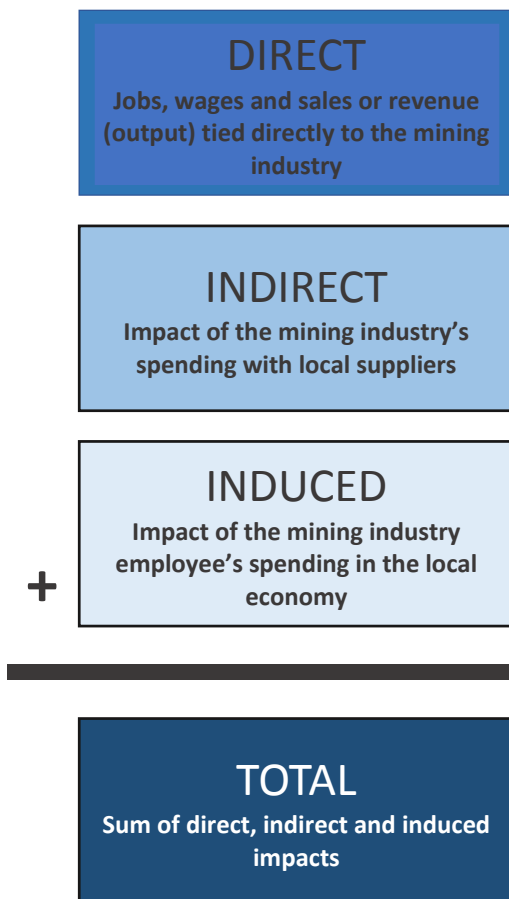 DIRECT
Jobs, wages and sales or revenue
(output) tied directly to the mining
industry
INDIRECT
Impact of the mining industry’s
spending with local suppliers
INDUCED
Impact of the mining industry
employee’s spending in the local
economy
+
TOTAL
Sum of direct, indirect and induced
impacts